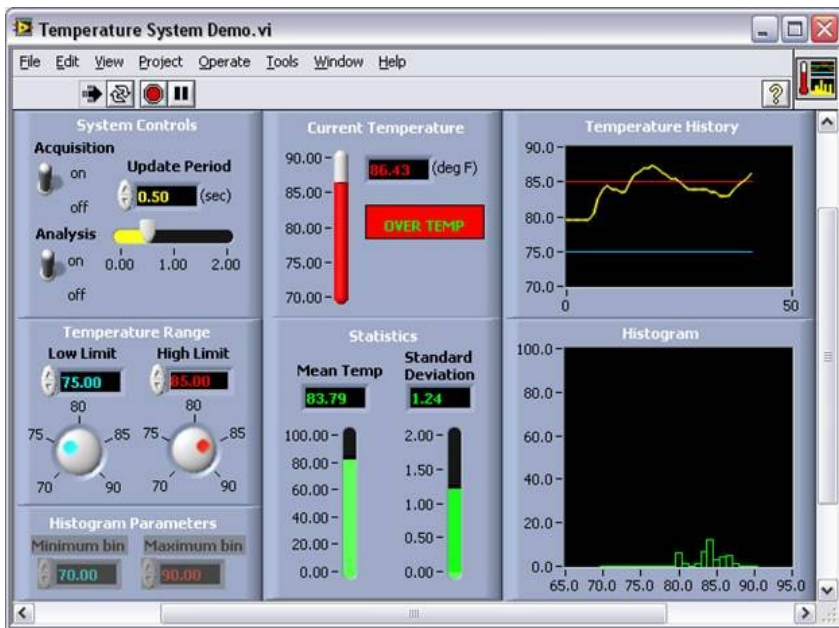 Temperature System Demo.vi
File Edit View Project Operate Tools Window Help
System Controls
Acquisition
on
off
Update Period
0.50 (sec)
0.00 1.00 2.00
Analysis
on
off
Current Temperature
90.00
85.00
80.00
75.00
70.00
86.43 (deg F)
OVER TEMP
Temperature History
90.0
85.0
80.0
75.0
70.0
0 50
Temperature Range
Low Limit High Limit
75.00 85.00
80 80
75 85 75 85
70 90 70 90
Histogram Parameters
Minimum bin Maximum bin
70.00 90.00
Statistics
Mean Temp
83.79
100.00
80.00
60.00
40.00
20.00
0.00
Standard
Deviation
1.24
2.00
1.50
1.00
0.50
0.00
Histogram
100.0
80.0
60.0
40.0
20.0
0.0
65.0 70.0 75.0 80.0 85.0 90.0 95.0